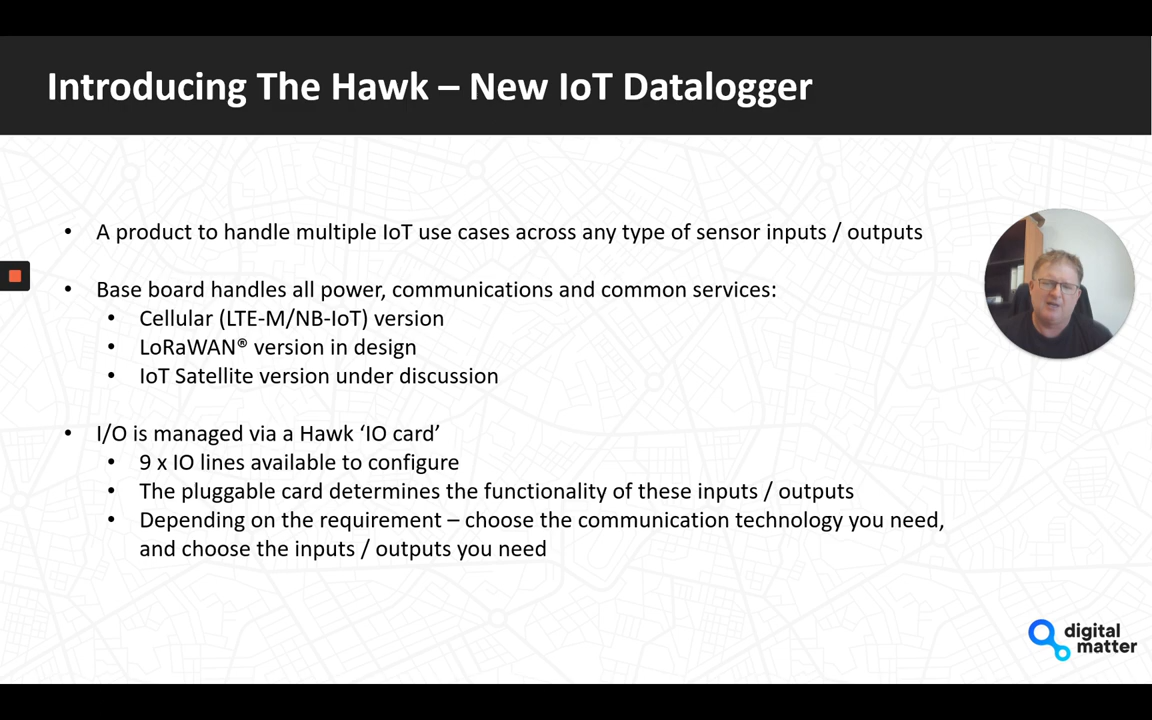 Introducing The Hawk – New IoT Datalogger
• A product to handle multiple IoT use cases across any type of sensor inputs / outputs
• Base board handles all power, communications and common services:
• Cellular (LTE-M/NB-IoT) version
• LoRaWAN® version in design
• IoT Satellite version under discussion
• I/O is managed via a Hawk ‘IO card’
• 9 x IO lines available to configure
• The pluggable card determines the functionality of these inputs / outputs
• Depending on the requirement – choose the communication technology you need,
and choose the inputs / outputs you need
digital
matter